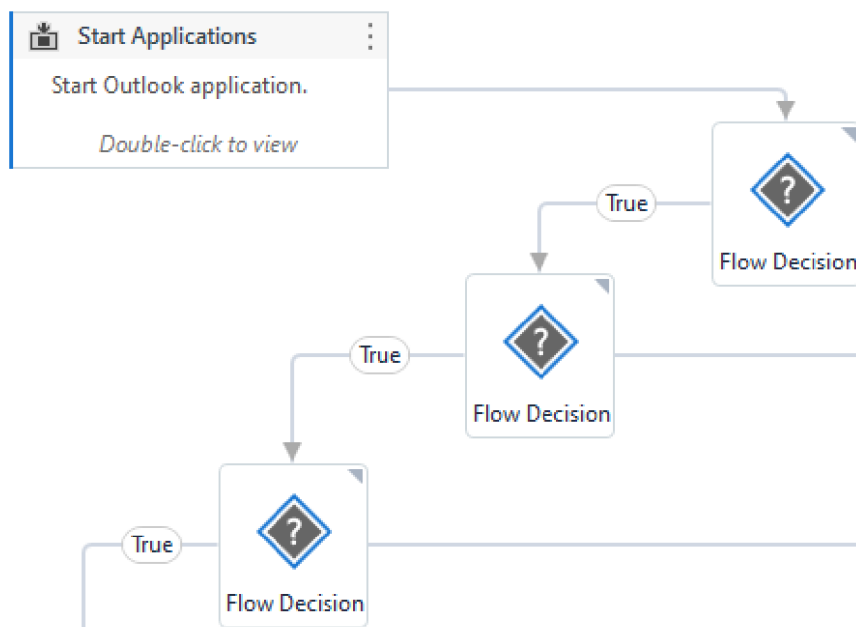 Start Applications
Start Outlook application.
Double-click to view
?
True
Flow Decision
?
True
Flow Decision
?
True
Flow Decision